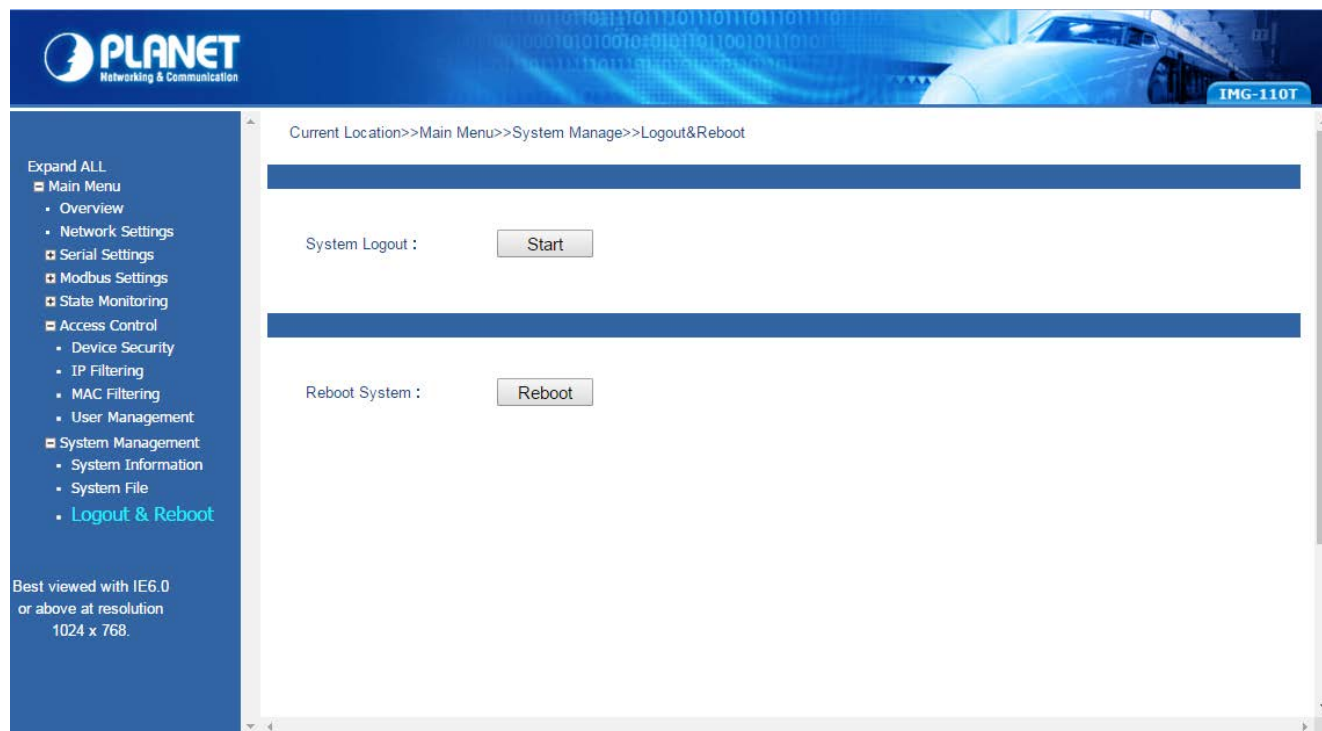 PLANET
Networking & Communication
IMG-110T
Expand ALL
Main Menu
Overview
Network Settings
Serial Settings
Modbus Settings
State Monitoring
Access Control
Device Security
IP Filtering
MAC Filtering
User Management
System Management
System Information
System File
Logout & Reboot
Best viewed with IE6.0
or above at resolution
1024 x 768.
Current Location>>Main Menu>>System Manage>>Logout&Reboot
System Logout : Start
Reboot System : Reboot